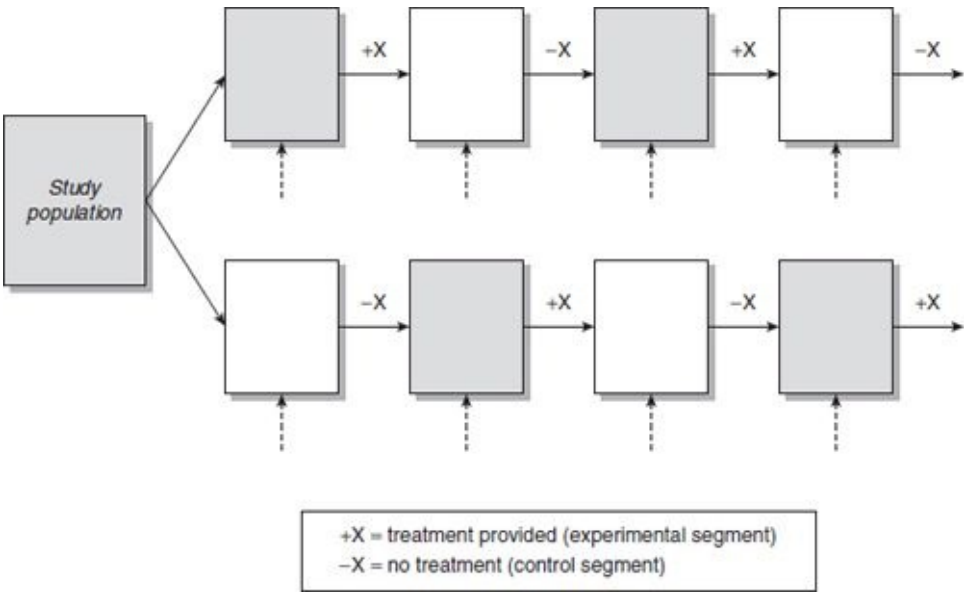 +X
−X
+X
−X
Study
population
−X
+X
−X
+X
+X = treatment provided (experimental segment)
−X = no treatment (control segment)